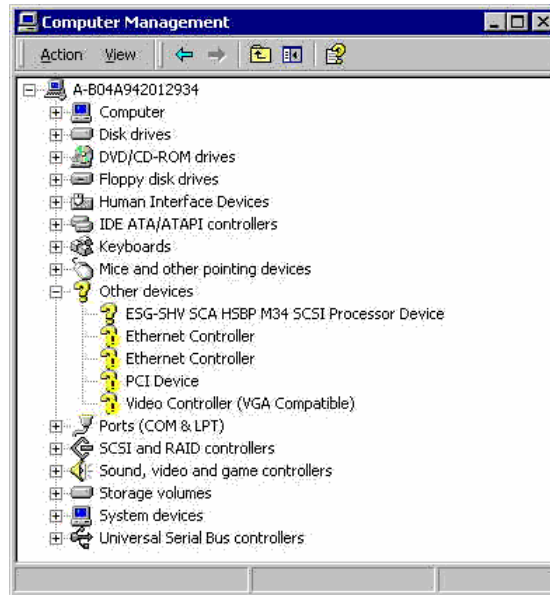 Computer Management
Action View
A-B04A942012934
Computer
Disk drives
DVD/CD-ROM drives
Floppy disk drives
Human Interface Devices
IDE ATA/ATAPI controllers
Keyboards
Mice and other pointing devices
Other devices
ESG-SHV SCA HSBP M34 SCSI Processor Device
Ethernet Controller
Ethernet Controller
PCI Device
Video Controller (VGA Compatible)
Ports (COM & LPT)
SCSI and RAID controllers
Sound, video and game controllers
Storage volumes
System devices
Universal Serial Bus controllers